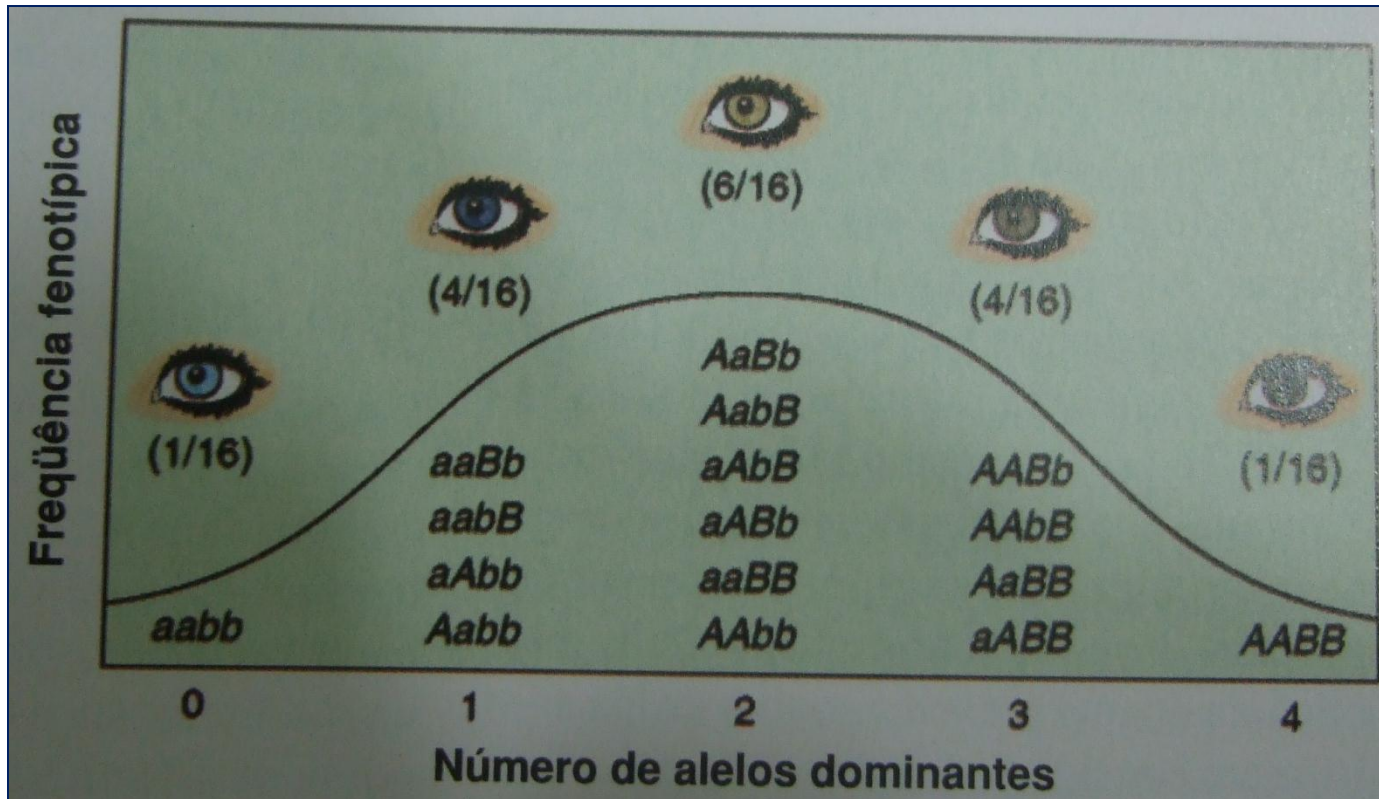 Freqüência fenotípica
(6/16)
(4/16)
(4/16)
(1/16)
(1/16)
AaBb
AabB
aaBb
aAbB
AABb
aabB
aABb
AAbB
aAbb
aaBB
AaBB
aabb
Aabb
AAbb
aABB
AABB
0
1
2
3
4
Número de alelos dominantes